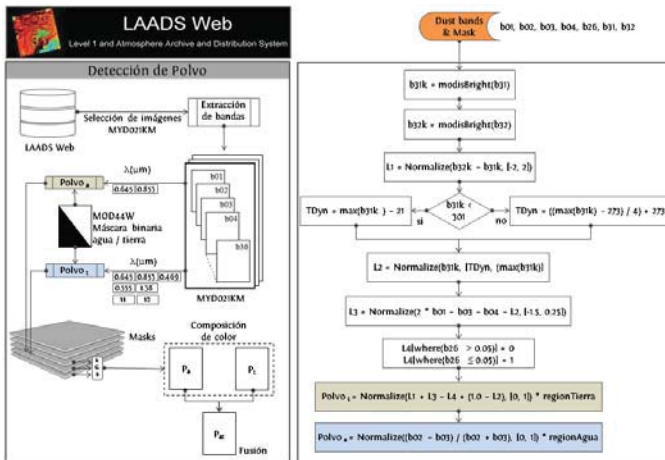 LAADS Web
Level 1 and Atmosphere Archive and Distribution System
Detección de Polvo
LAADS Web
Selección de imágenes
MYD021KM
Extracción
de bandas
λ(μm)
0.645 0.855
Polvo a
MOD44W
Máscara binaria
agua / tierra
λ(μm)
0.645 0.855 0.469
0.555 1.38
11 12
Polvo t
b01
b02
b03
b04
b36
MYD021KM
Masks
R
G
B
Composición
de color
Pa
Pt
Fusión
Dust bands
& Mask
b01, b02, b03, b04, b26, b31, b32
b31k = modisBright(b31)
b32k = modisBright(b32)
L1 = Normalize(b32k - b31k, [-2, 2])
b31k <
301
si
no
TDyn = max(b31k ) - 21
TDyn = ((max(b31k) - 273) / 4) + 273
L2 = Normalize(b31k, [TDyn, (max(b31k)]
L3 = Normalize(2 * b01 - b03 - b04 - L2, [-1.5, 0.25])
L4[where(b26 > 0.05)] = 0
L4[where(b26 ≤ 0.05)] = 1
Polvo t = Normalize(L1 + L3 - L4 + (1.0 - L2), [0, 1]) * regionTierra
Polvo a = Normalize((b02 - b03) / (b02 + b03), [0, 1]) * regionAgua